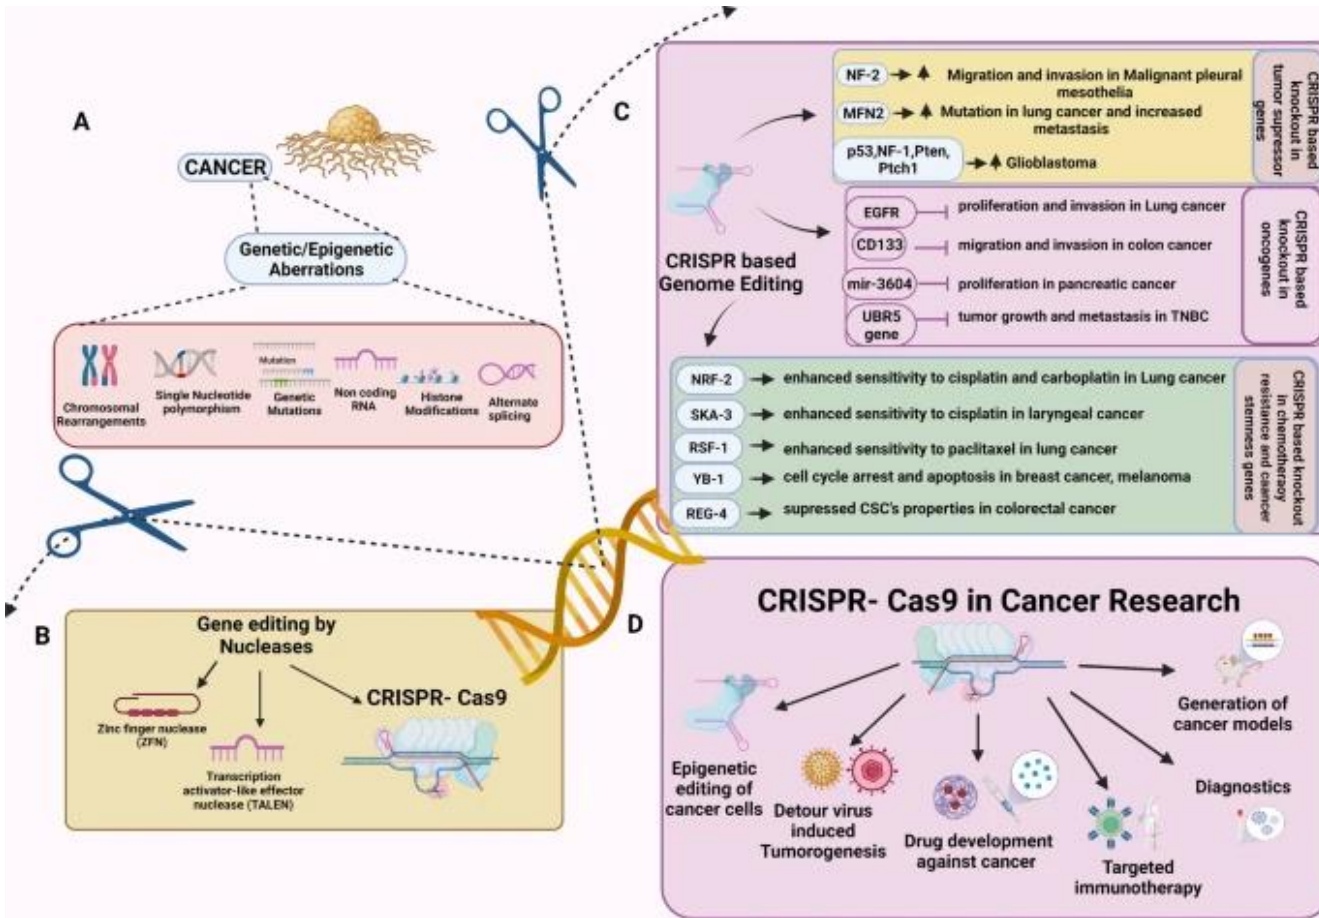 A
CANCER
Genetic/Epigenetic
Aberrations
Chromosomal
Rearrangements
Single Nucleotide
polymorphism
Mutation
Genetic
Mutations
Non coding
RNA
Histone
Modifications
Alternate
splicing
B
Gene editing by
Nucleases
Zinc finger nuclease
(ZFN)
Transcription
activator-like effector
nuclease (TALEN)
CRISPR- Cas9
C
CRISPR based
Genome Editing
NF-2
Migration and invasion in Malignant pleural
mesothelia
MFN2
Mutation in lung cancer and increased
metastasis
p53,NF-1,Pten,
Ptch1
Glioblastoma
CRISPR based
knockout in
tumor supressor
genes
EGFR
proliferation and invasion in Lung cancer
CD133
migration and invasion in colon cancer
mir-3604
proliferation in pancreatic cancer
UBR5
gene
tumor growth and metastasis in TNBC
CRISPR based
knockout in
oncogenes
NRF-2
enhanced sensitivity to cisplatin and carboplatin in Lung cancer
SKA-3
enhanced sensitivity to cisplatin in laryngeal cancer
RSF-1
enhanced sensitivity to paclitaxel in lung cancer
YB-1
cell cycle arrest and apoptosis in breast cancer, melanoma
REG-4
supressed CSC's properties in colorectal cancer
CRISPR based knockout
in chemotheraoy
resistance and caancer
stemness genes
D
CRISPR- Cas9 in Cancer Research
Epigenetic
editing of
cancer cells
Detour virus
induced
Tumorogenesis
Drug development
against cancer
Targeted
immunotherapy
Diagnostics
Generation of
cancer models